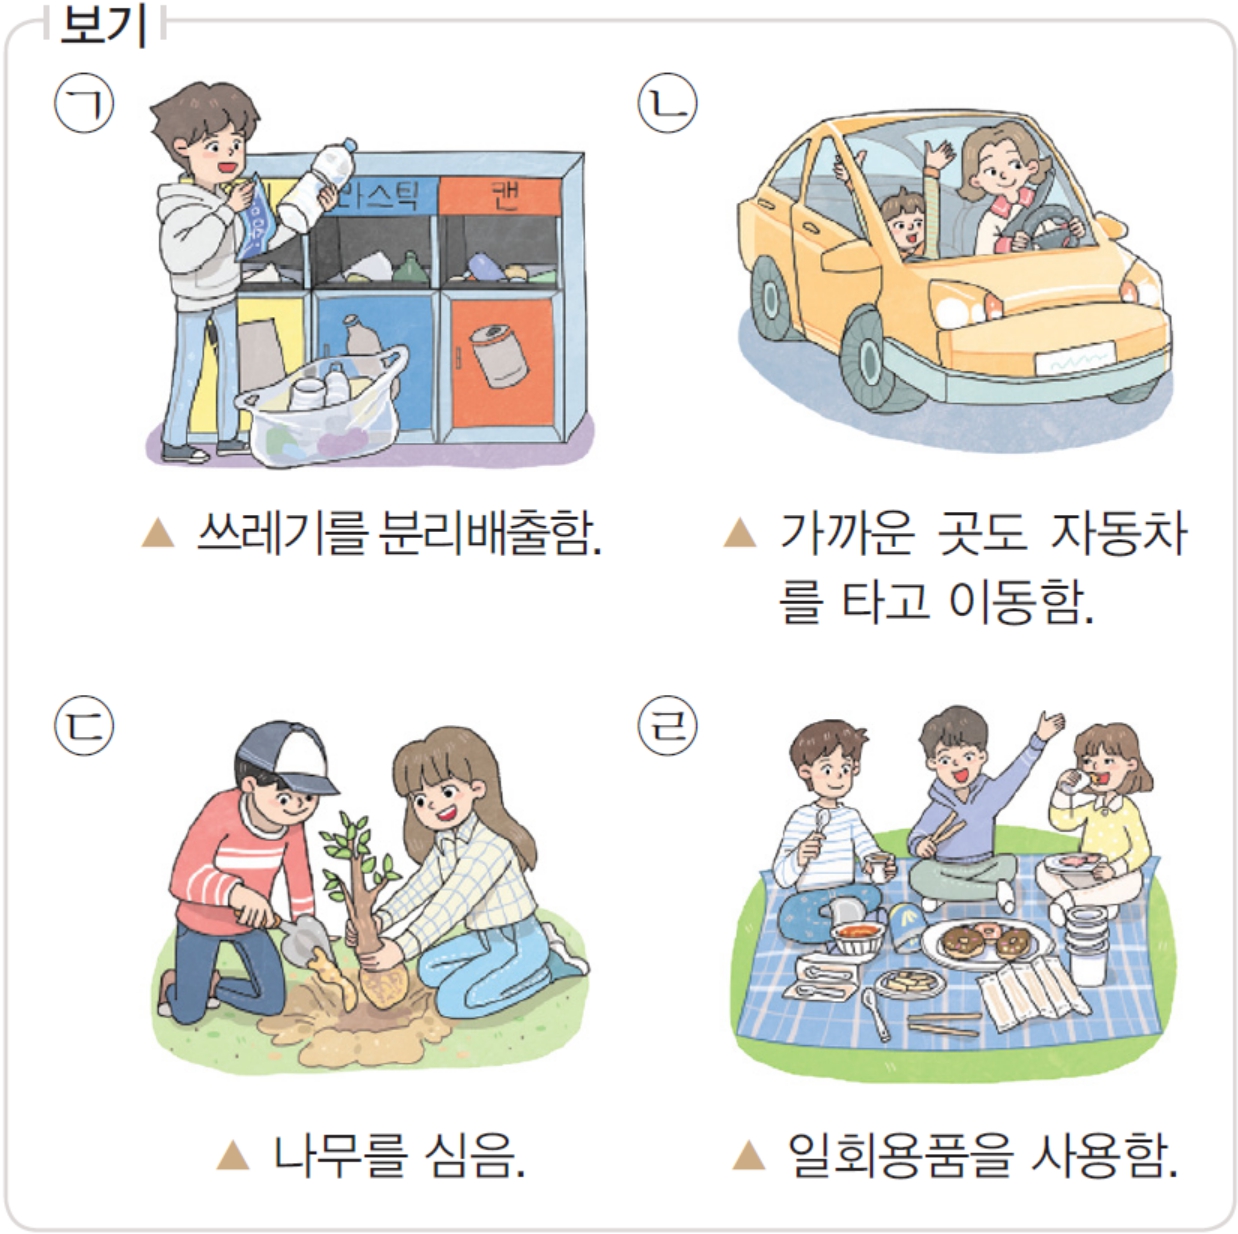 보기
㉠
㉡
라스틱
캔
▲ 쓰레기를 분리배출함.
▲ 가까운 곳도 자동차
를 타고 이동함.
㉢
㉣
▲ 나무를 심음.
▲ 일회용품을 사용함.